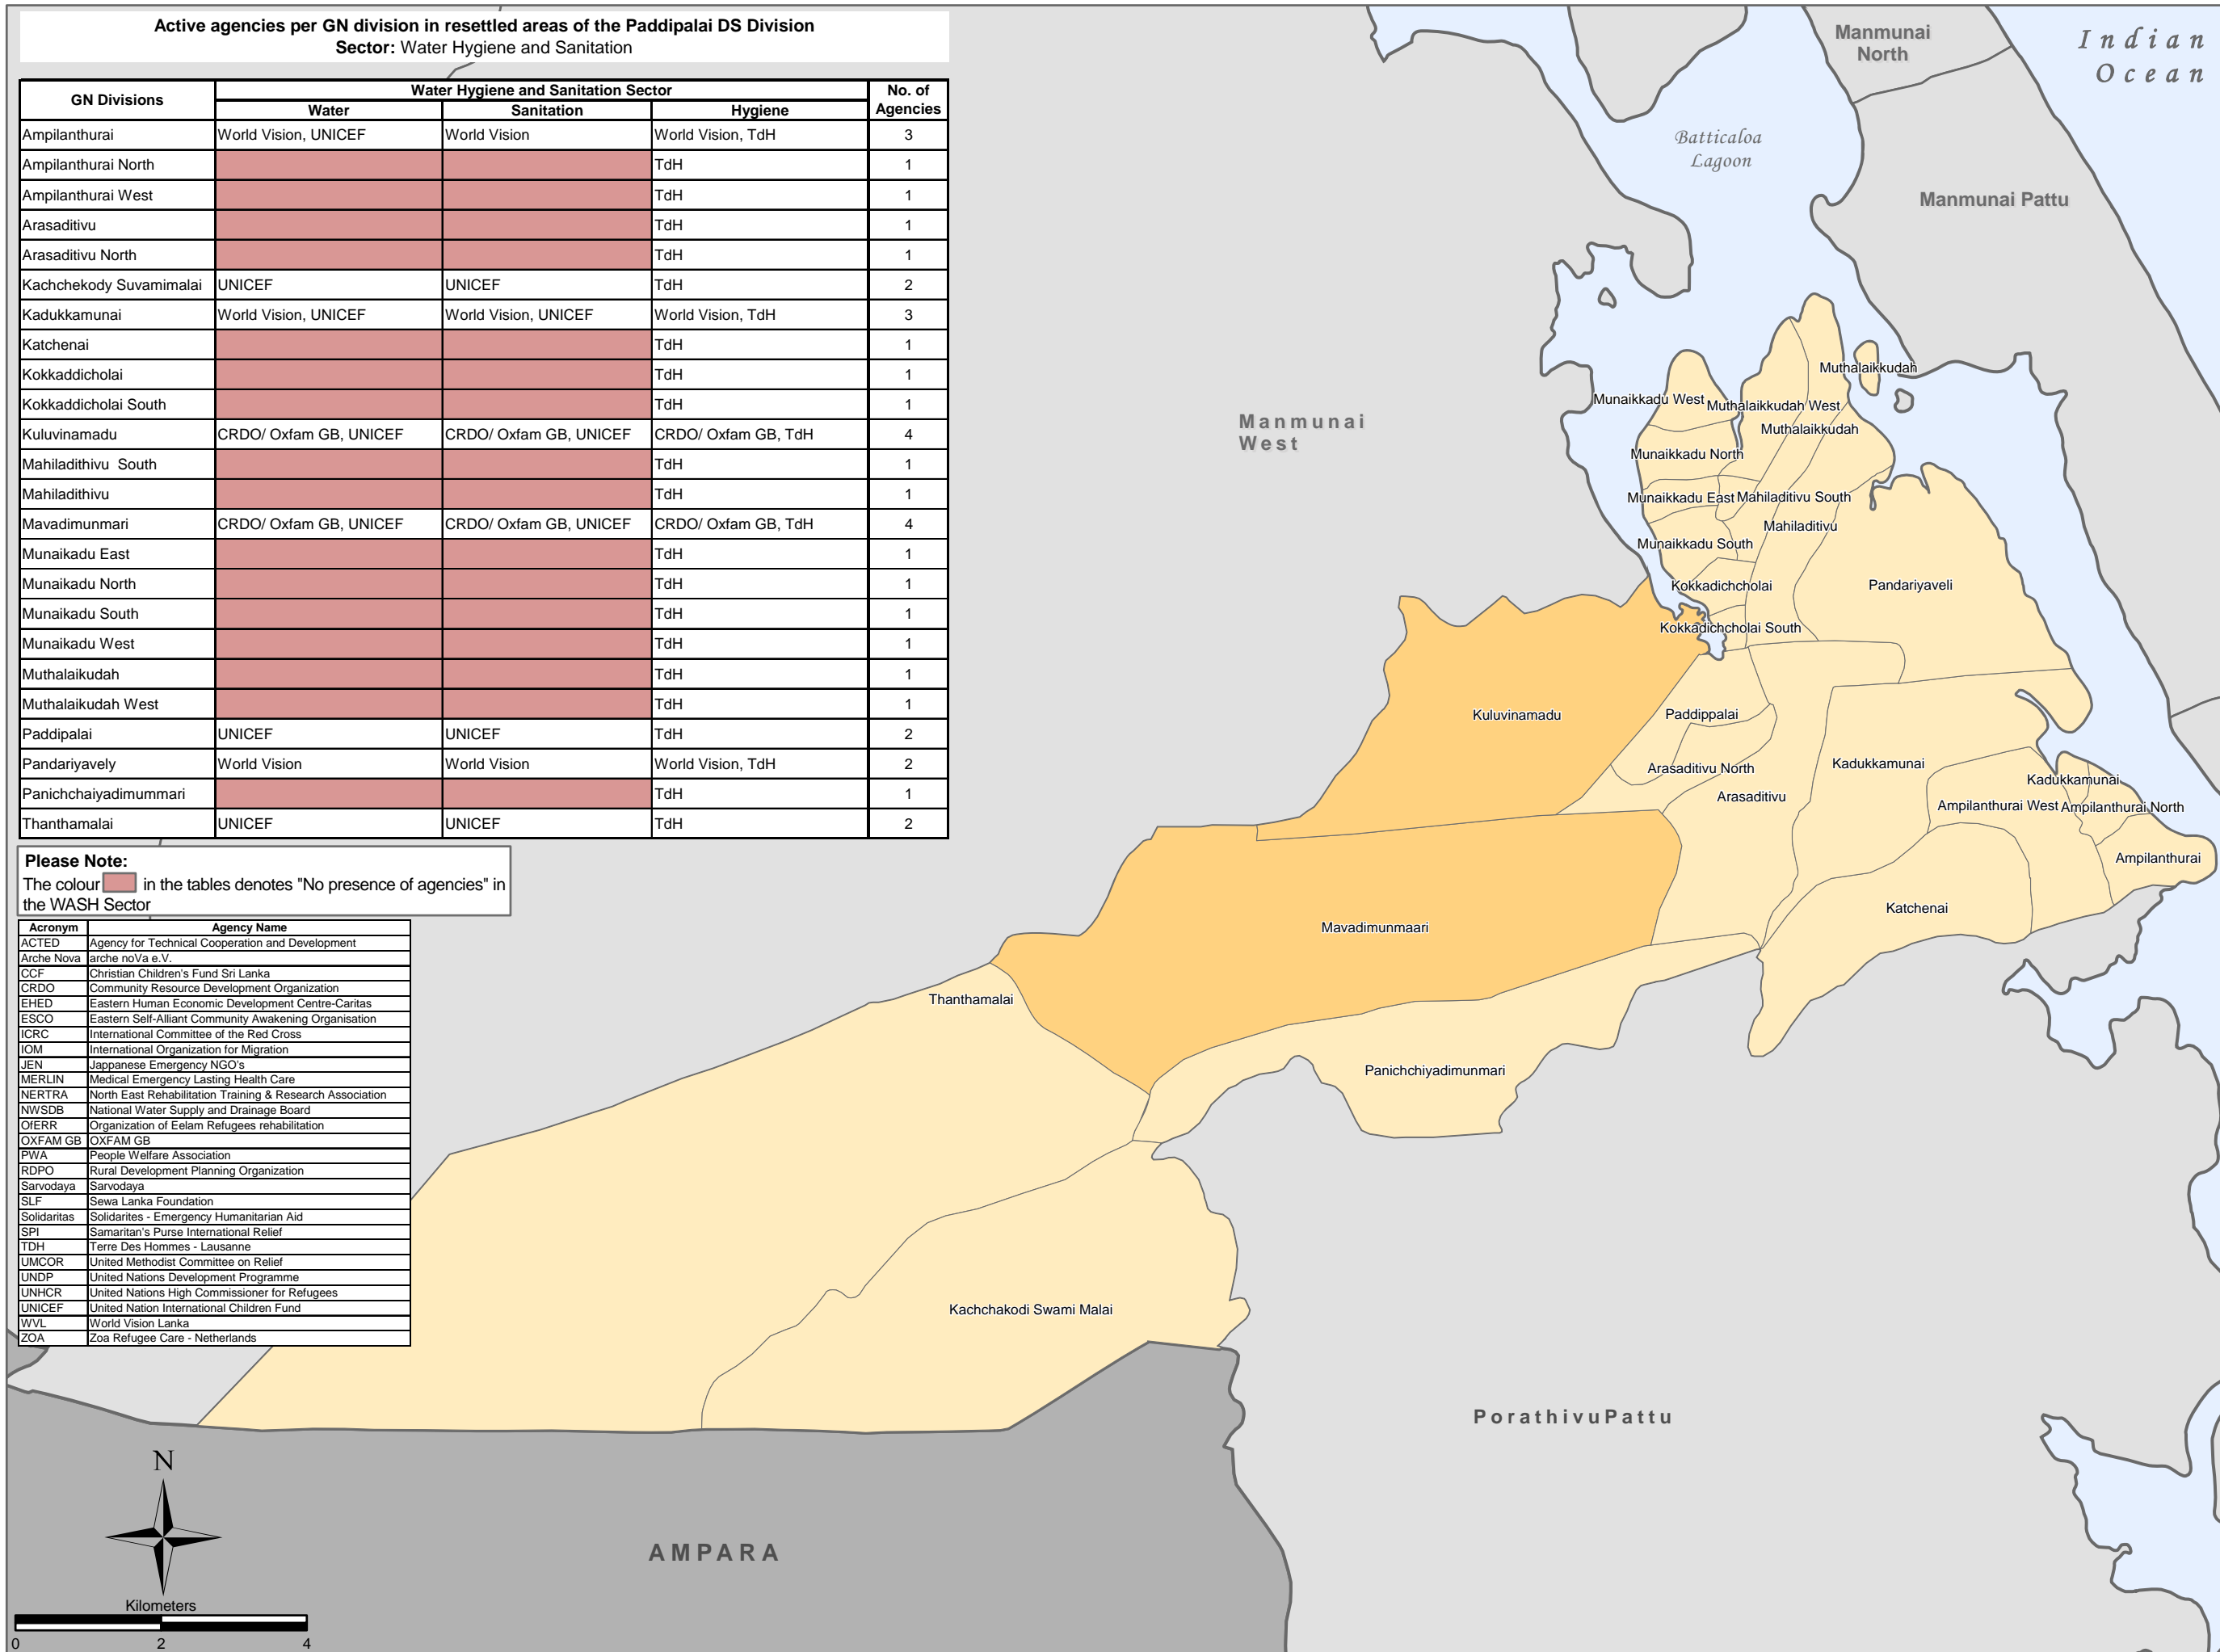 Active agencies per GN division in resettled areas of the Paddipalai DS Division
Sector: Water Hygiene and Sanitation
GN Divisions Water Hygiene and Sanitation Sector No. of Agencies
Water Sanitation Hygiene
Ampilanthurai World Vision, UNICEF World Vision World Vision, TdH 3
Ampilanthurai North TdH 1
Ampilanthurai West TdH 1
Arasaditivu TdH 1
Arasaditivu North TdH 1
Kachchekody Suvamimalai UNICEF UNICEF TdH 2
Kadukkamunai World Vision, UNICEF World Vision, UNICEF World Vision, TdH 3
Katchenai TdH 1
Kokkaddicholai TdH 1
Kokkaddicholai South TdH 1
Kuluvinamadu CRDO/ Oxfam GB, UNICEF CRDO/ Oxfam GB, UNICEF CRDO/ Oxfam GB, TdH 4
Mahiladithivu  South TdH 1
Mahiladithivu TdH 1
Mavadimunmari CRDO/ Oxfam GB, UNICEF CRDO/ Oxfam GB, UNICEF CRDO/ Oxfam GB, TdH 4
Munaikadu East TdH 1
Munaikadu North TdH 1
Munaikadu South TdH 1
Munaikadu West TdH 1
Muthalaikudah TdH 1
Muthalaikudah West TdH 1
Paddipalai UNICEF UNICEF TdH 2
Pandariyavely World Vision World Vision World Vision, TdH 2
Panichchaiyadimummari TdH 1
Thanthamalai UNICEF UNICEF TdH 2
Please Note:
The colour in the tables denotes "No presence of agencies" in
the WASH Sector
Acronym Agency Name
ACTED Agency for Technical Cooperation and Development
Arche Nova arche noVa e.V.
CCF Christian Children's Fund Sri Lanka
CRDO Community Resource Development Organization
EHED Eastern Human Economic Development Centre-Caritas
ESCO Eastern Self-Alliant Community Awakening Organisation
ICRC International Committee of the Red Cross
IOM International Organization for Migration
JEN Jappanese Emergency NGO's
MERLIN Medical Emergency Lasting Health Care
NERTRA North East Rehabilitation Training & Research Association
NWSDB National Water Supply and Drainage Board
OfERR Organization of Eelam Refugees rehabilitation
OXFAM GB OXFAM GB
PWA People Welfare Association
RDPO Rural Development Planning Organization
Sarvodaya Sarvodaya
SLF Sewa Lanka Foundation
Solidaritas Solidarites - Emergency Humanitarian Aid
SPI Samaritan's Purse International Relief
TDH Terre Des Hommes - Lausanne
UMCOR United Methodist Committee on Relief
UNDP United Nations Development Programme
UNHCR United Nations High Commissioner for Refugees
UNICEF United Nation International Children Fund
WVL World Vision Lanka
ZOA Zoa Refugee Care - Netherlands
Manmunai
North
Indian
Ocean
Batticaloa
Lagoon
Manmunai Pattu
Manmunai
West
Muthalaikkudah
Munaikkadu West
Muthalaikkudah West
Muthalaikkudah
Munaikkadu North
Munaikkadu East
Mahiladitivu South
Mahiladitivu
Munaikkadu South
Kokkadichcholai
Pandariyaveli
Kokkadichcholai South
Kuluvinamadu
Paddippalai
Arasaditivu North
Kadukkamunai
Kadukkamunai
Arasaditivu
Ampilanthurai West
Ampilanthurai North
Ampilanthurai
Katchenai
Mavadimunmaari
Thanthamalai
Panichchiyadimunmari
Kachchakodi Swami Malai
PorathivuPattu
AMPARA
N
Kilometers
0 2 4